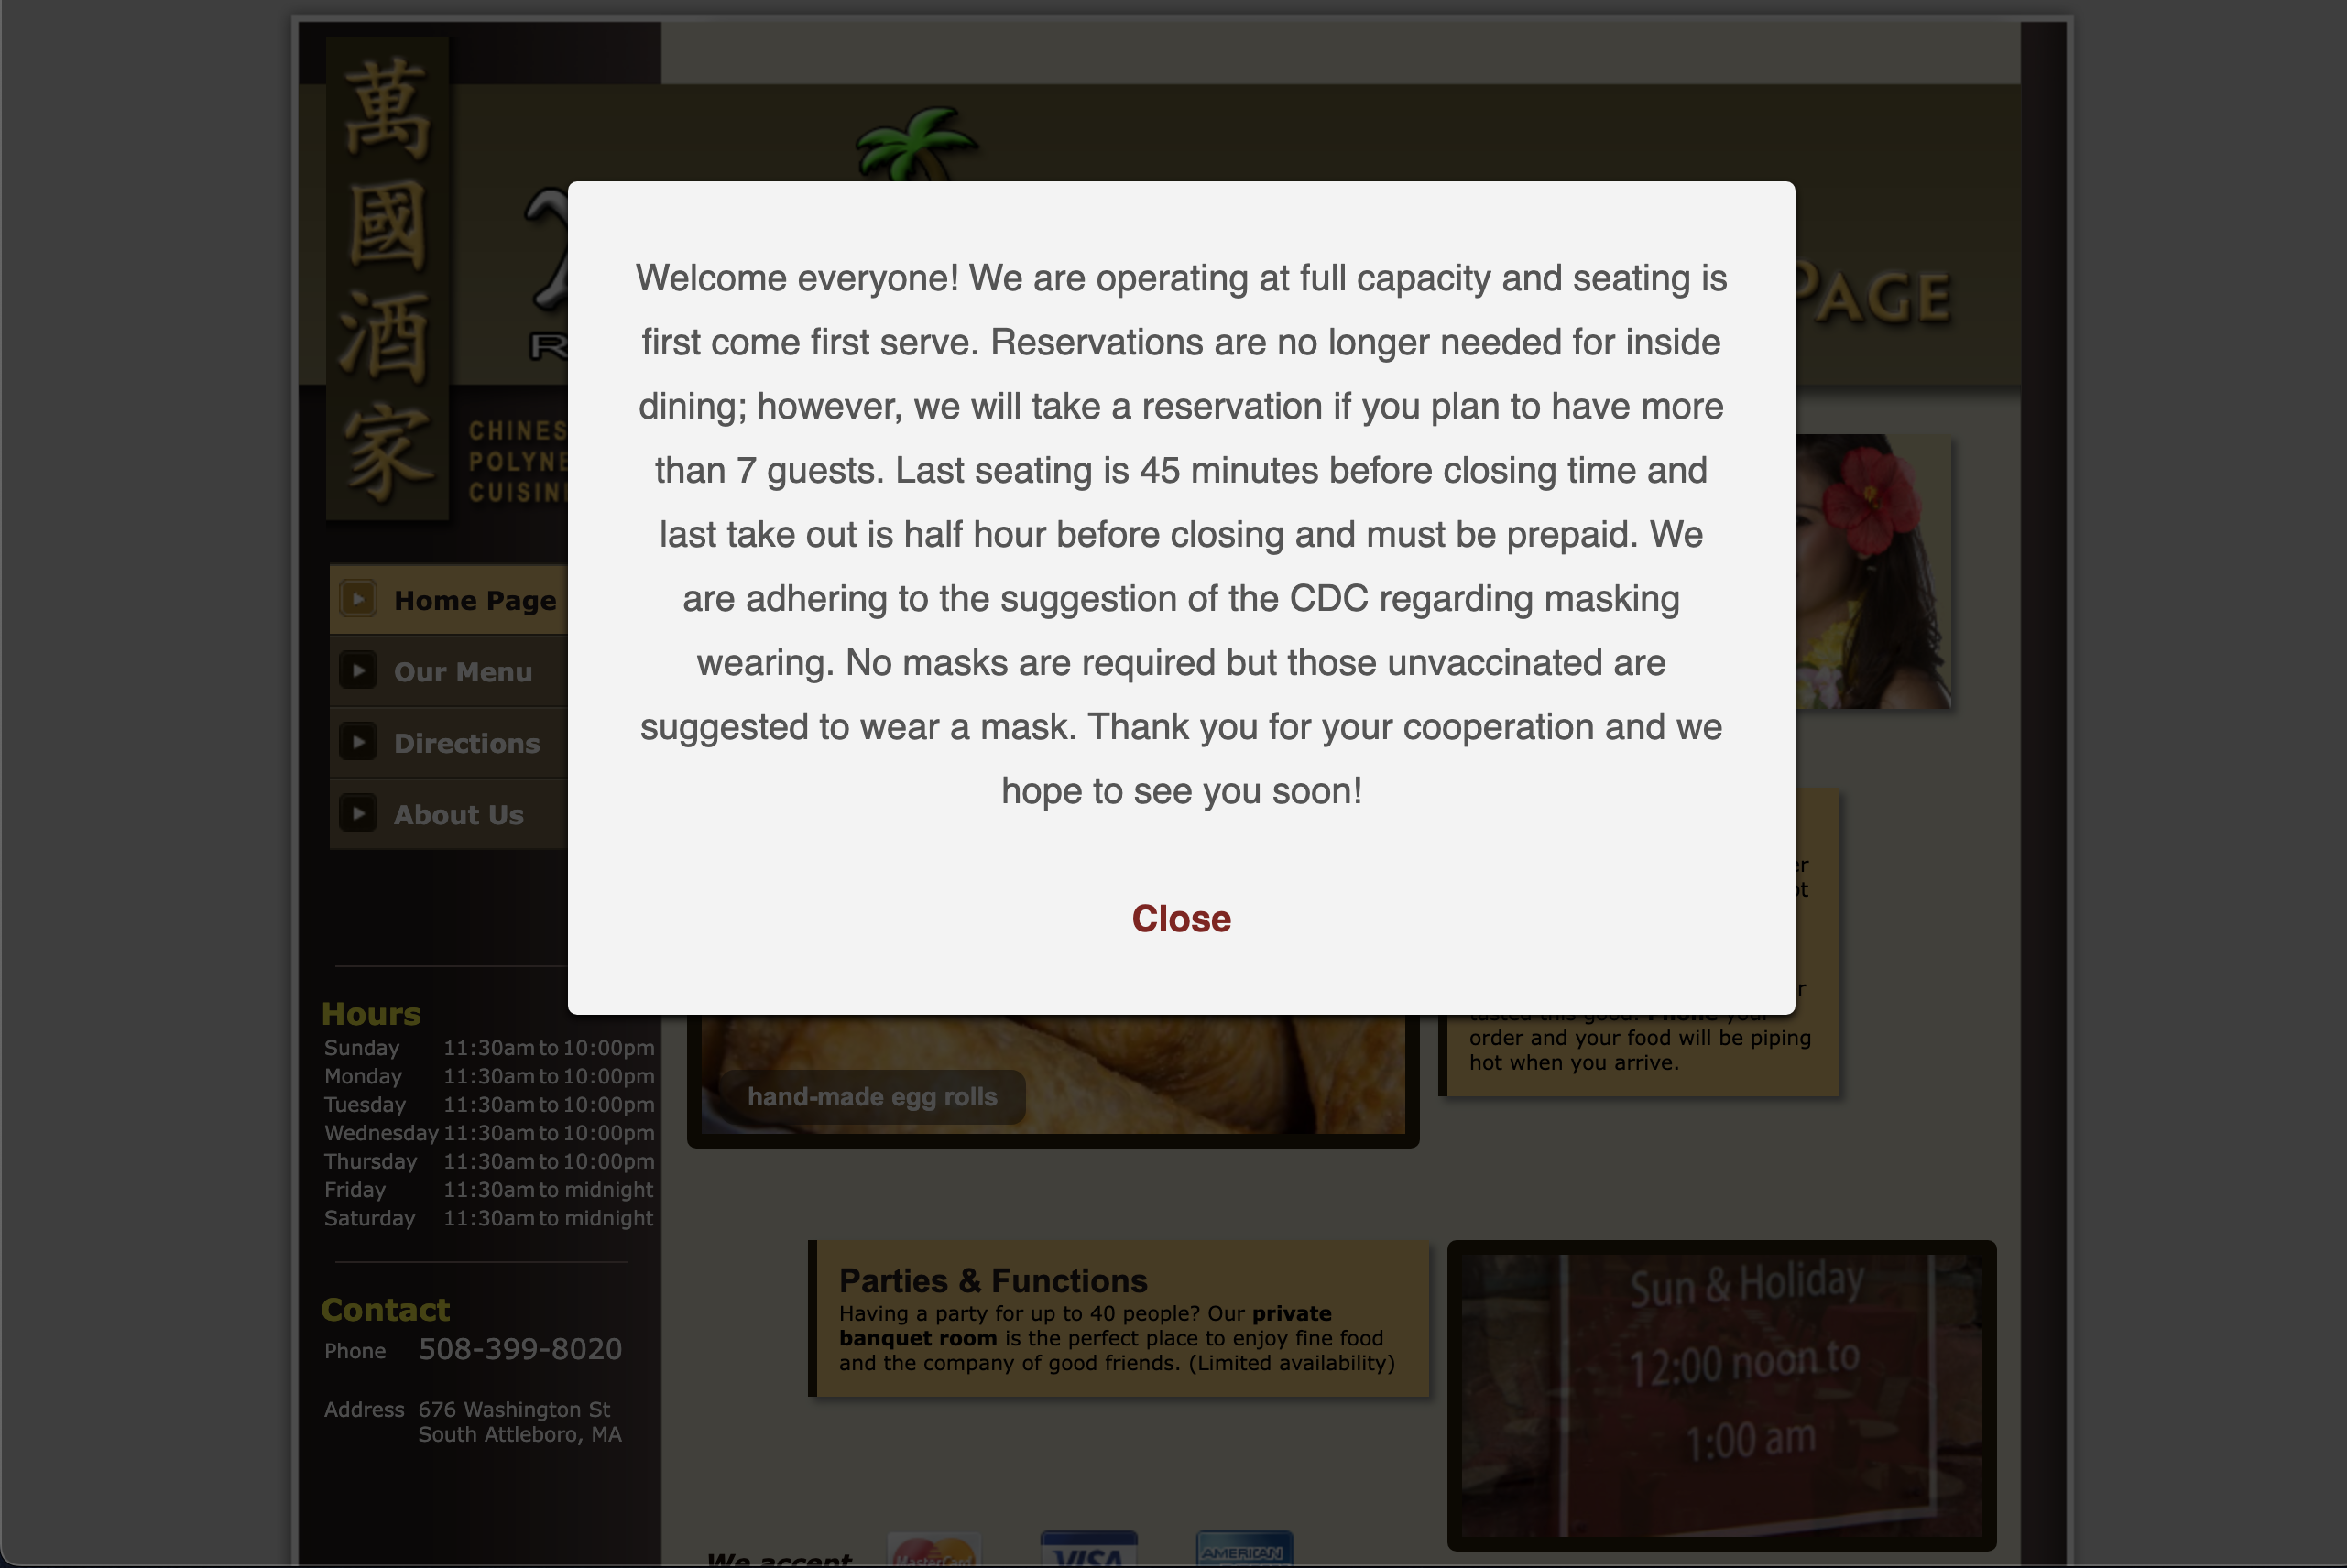 萬國酒家
R
PAGE
CHINES
POLYNE
CUISIN
Welcome everyone! We are operating at full capacity and seating is
first come first serve. Reservations are no longer needed for inside
dining; however, we will take a reservation if you plan to have more
than 7 guests. Last seating is 45 minutes before closing time and
last take out is half hour before closing and must be prepaid. We
are adhering to the suggestion of the CDC regarding masking
wearing. No masks are required but those unvaccinated are
suggested to wear a mask. Thank you for your cooperation and we
hope to see you soon!
Close
Home Page
Our Menu
Directions
About Us
Hours
Sunday 11:30am to 10:00pm
Monday 11:30am to 10:00pm
Tuesday 11:30am to 10:00pm
Wednesday 11:30am to 10:00pm
Thursday 11:30am to 10:00pm
Friday 11:30am to midnight
Saturday 11:30am to midnight
Contact
Phone 508-399-8020
Address 676 Washington St
South Attleboro, MA
hand-made egg rolls
order and your food will be piping
hot when you arrive.
Parties & Functions
Having a party for up to 40 people? Our private
banquet room is the perfect place to enjoy fine food
and the company of good friends. (Limited availability)
Sun & Holiday
12:00 noon to
1:00 am
We accept
MasterCard
VISA
AMERICAN